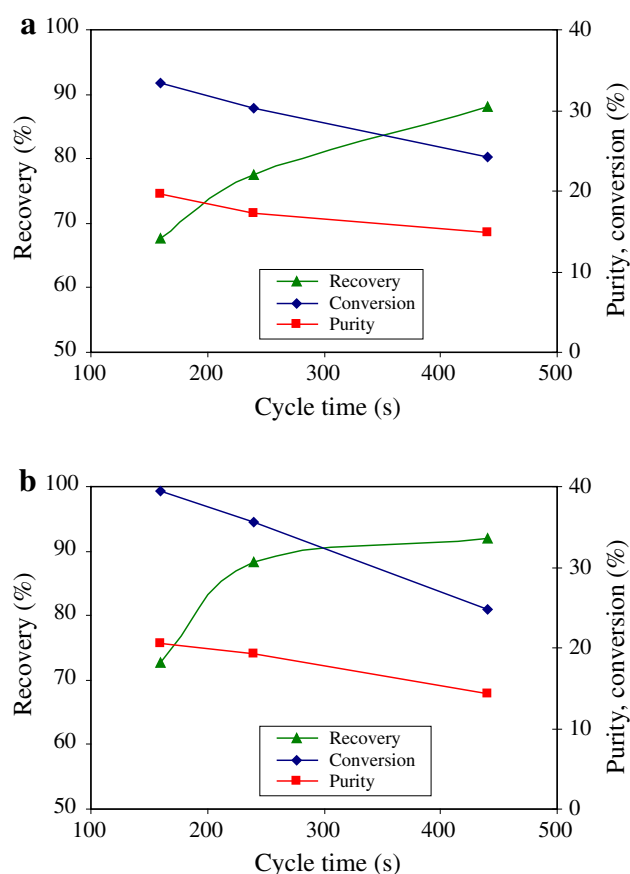 a
100
90
80
70
60
50
Recovery (%)
40
30
20
10
0
Purity, conversion (%)
Recovery
Conversion
Purity
100 200 300 400 500
Cycle time (s)
b
100
90
80
70
60
50
Recovery (%)
40
30
20
10
0
Purity, conversion (%)
Recovery
Conversion
Purity
100 200 300 400 500
Cycle time (s)